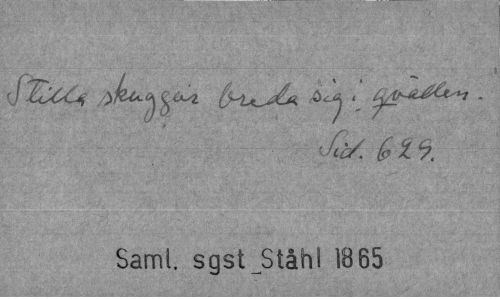 Stilla skuggor breda sig i qvällen.
Sid. 629.
Saml. sgst Ståhl 1865